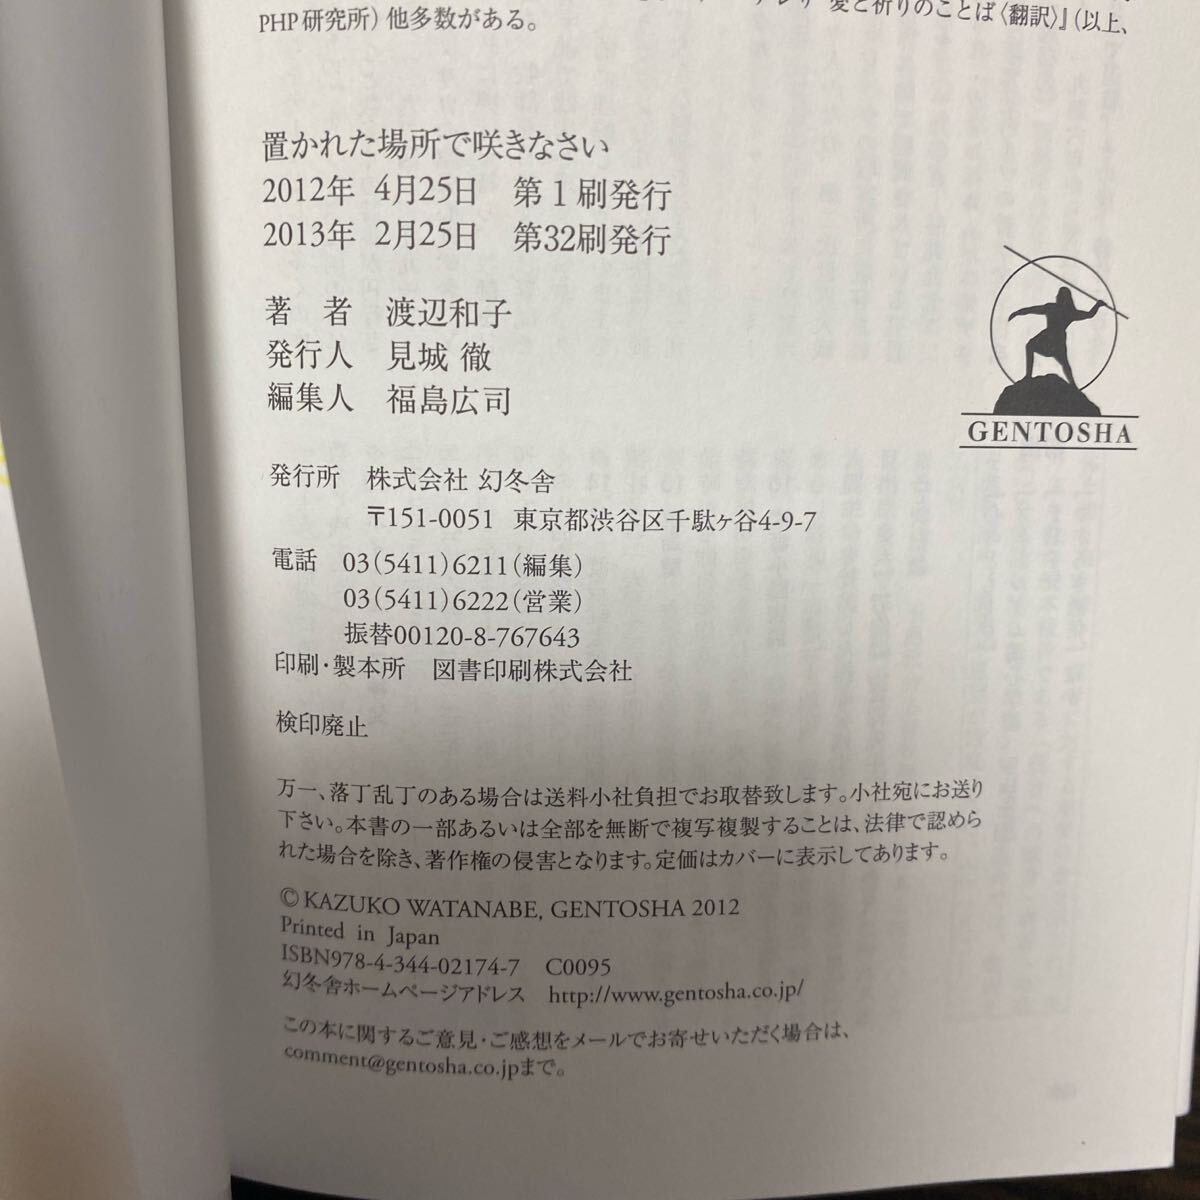 愛と祈りのことば〈翻訳〉』(以上、
PHP研究所) 他多数がある。
置かれた場所で咲きなさい
2012年 4月25日 第1刷発行
2013年 2月25日 第32刷発行
著 者 渡辺和子
発行人 見城 徹
編集人 福島広司
GENTOSHA
発行所 株式会社 幻冬舎
〒151-0051 東京都渋谷区千駄ヶ谷4-9-7
電話 03(5411)6211(編集)
03(5411)6222(営業)
振替00120-8-767643
印刷・製本所 図書印刷株式会社
検印廃止
万一、落丁乱丁のある場合は送料小社負担でお取替致します。小社宛にお送り
下さい。本書の一部あるいは全部を無断で複写複製することは、法律で認めら
れた場合を除き、著作権の侵害となります。定価はカバーに表示してあります。
© KAZUKO WATANABE, GENTOSHA 2012
Printed in Japan
ISBN978-4-344-02174-7 C0095
幻冬舎ホームページアドレス http://www.gentosha.co.jp/
この本に関するご意見・ご感想をメールでお寄せいただく場合は、
comment@gentosha.co.jpまで。